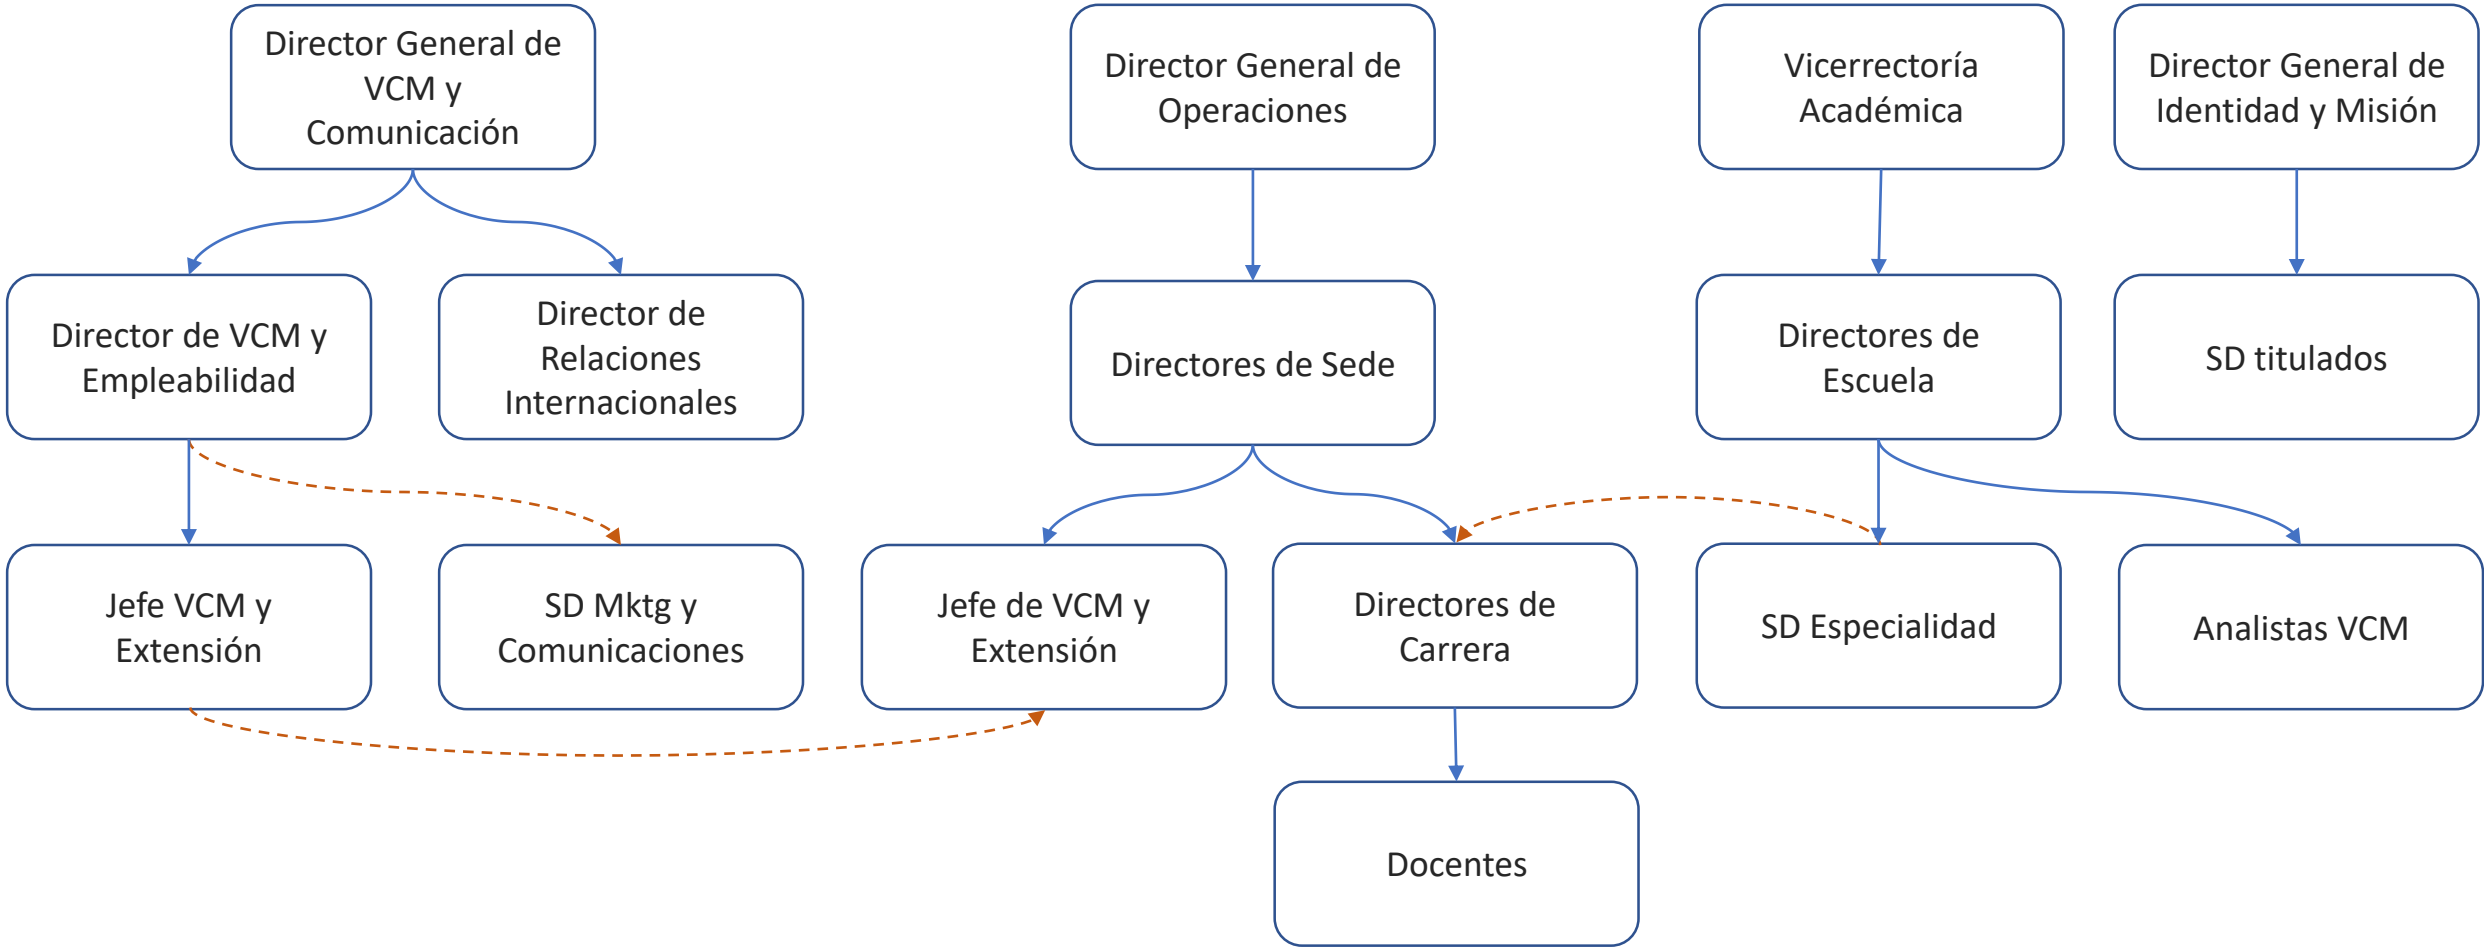 Director General de
VCM y
Comunicación
Director General de
Operaciones
Vicerrectoría
Académica
Director General de
Identidad y Misión
Director de VCM y
Empleabilidad
Director de
Relaciones
Internacionales
Directores de Sede
Directores de
Escuela
SD titulados
Jefe VCM y
Extensión
SD Mktg y
Comunicaciones
Jefe de VCM y
Extensión
Directores de
Carrera
SD Especialidad
Analistas VCM
Docentes